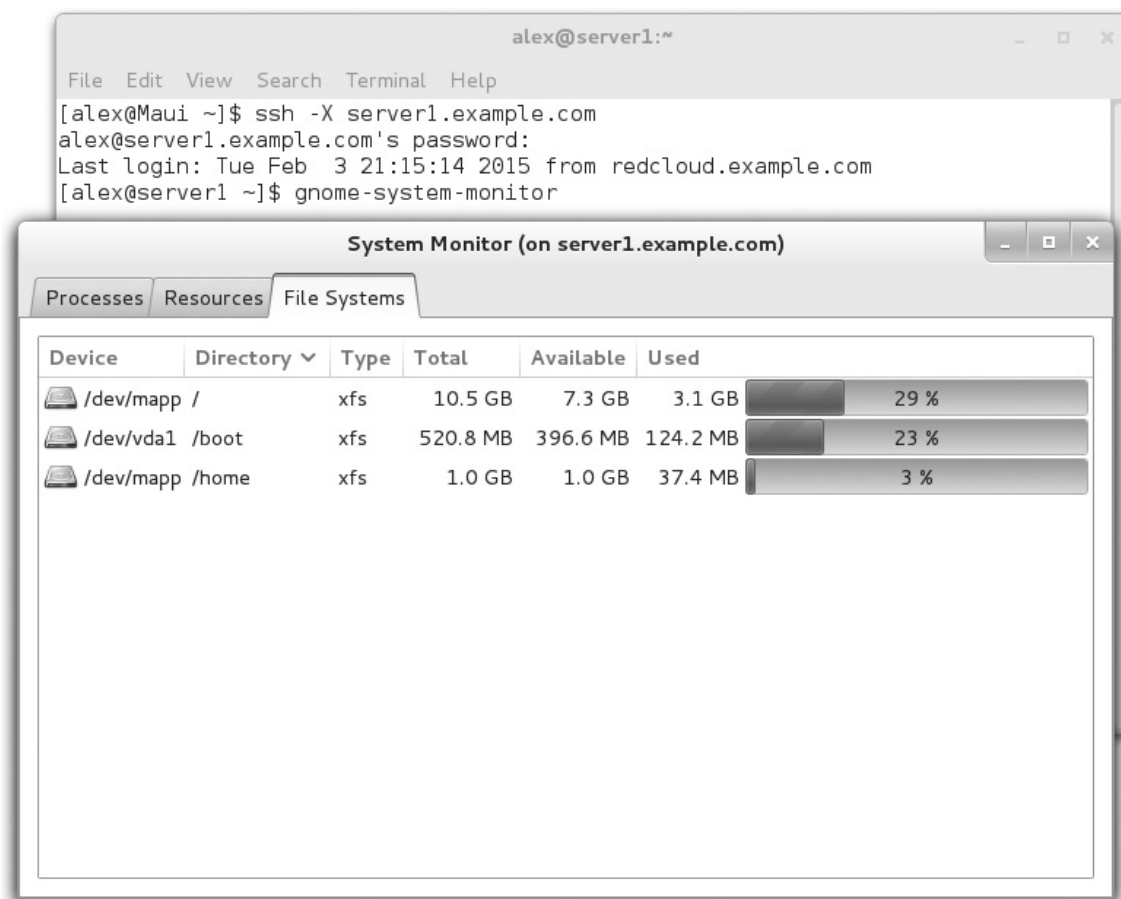 alex@server1:~
File Edit View Search Terminal Help
[alex@Maui ~]$ ssh -X server1.example.com
alex@server1.example.com's password:
Last login: Tue Feb  3 21:15:14 2015 from redcloud.example.com
[alex@server1 ~]$ gnome-system-monitor
System Monitor (on server1.example.com)
Processes Resources File Systems
Device Directory Type Total Available Used
/dev/mapp / xfs 10.5 GB 7.3 GB 3.1 GB 29 %
/dev/vda1 /boot xfs 520.8 MB 396.6 MB 124.2 MB 23 %
/dev/mapp /home xfs 1.0 GB 1.0 GB 37.4 MB 3 %